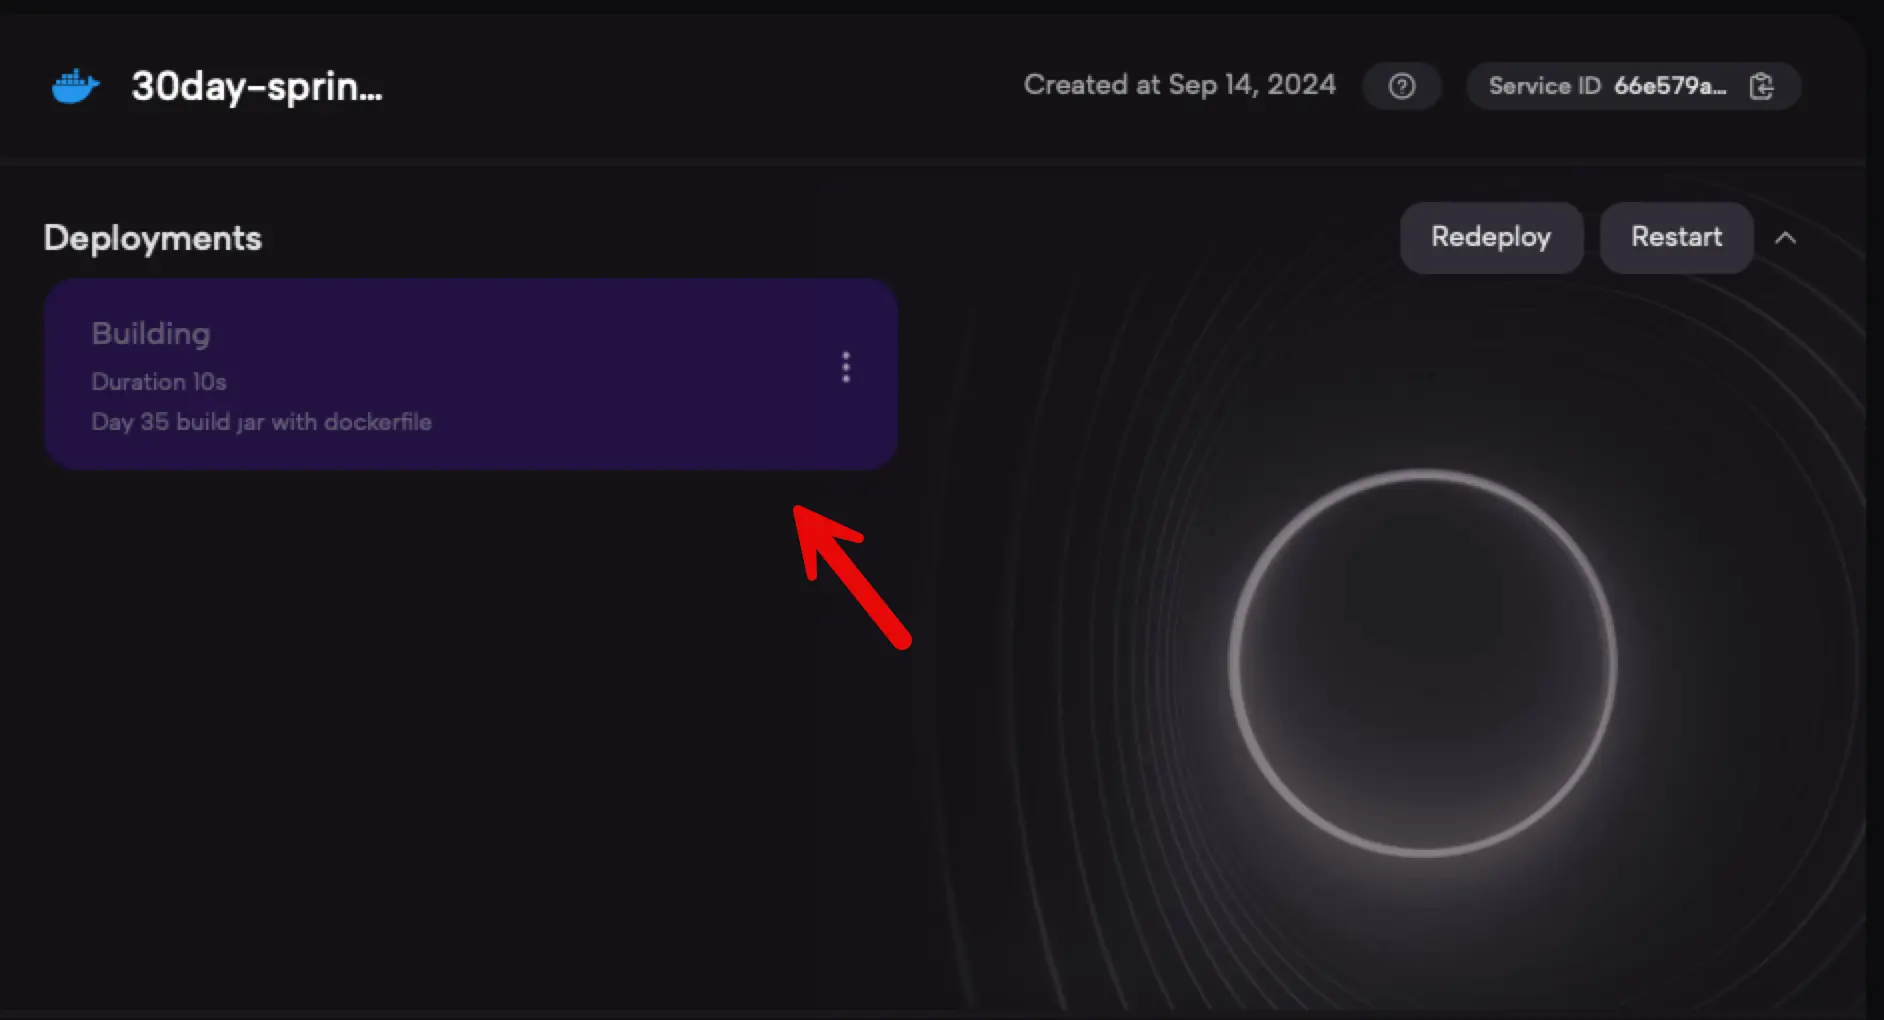 30day-sprin...
Created at Sep 14, 2024
Service ID 66e579a...
Deployments
Redeploy
Restart
Building
Duration 10s
Day 35 build jar with dockerfile